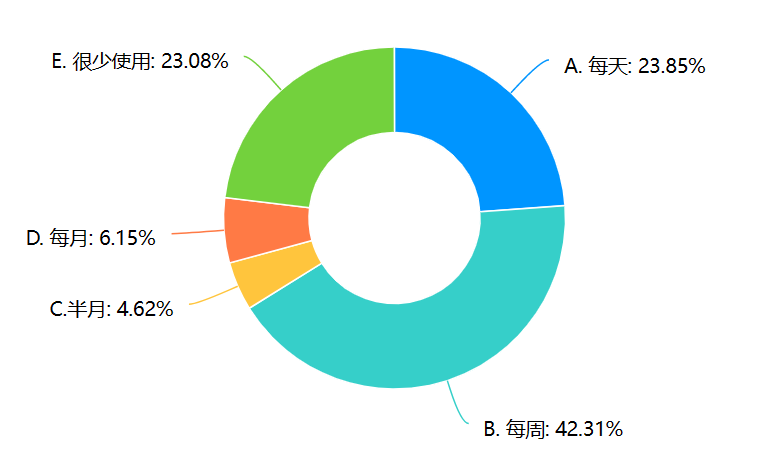 E. 很少使用: 23.08%
A. 每天: 23.85%
D. 每月: 6.15%
C.半月: 4.62%
B. 每周: 42.31%